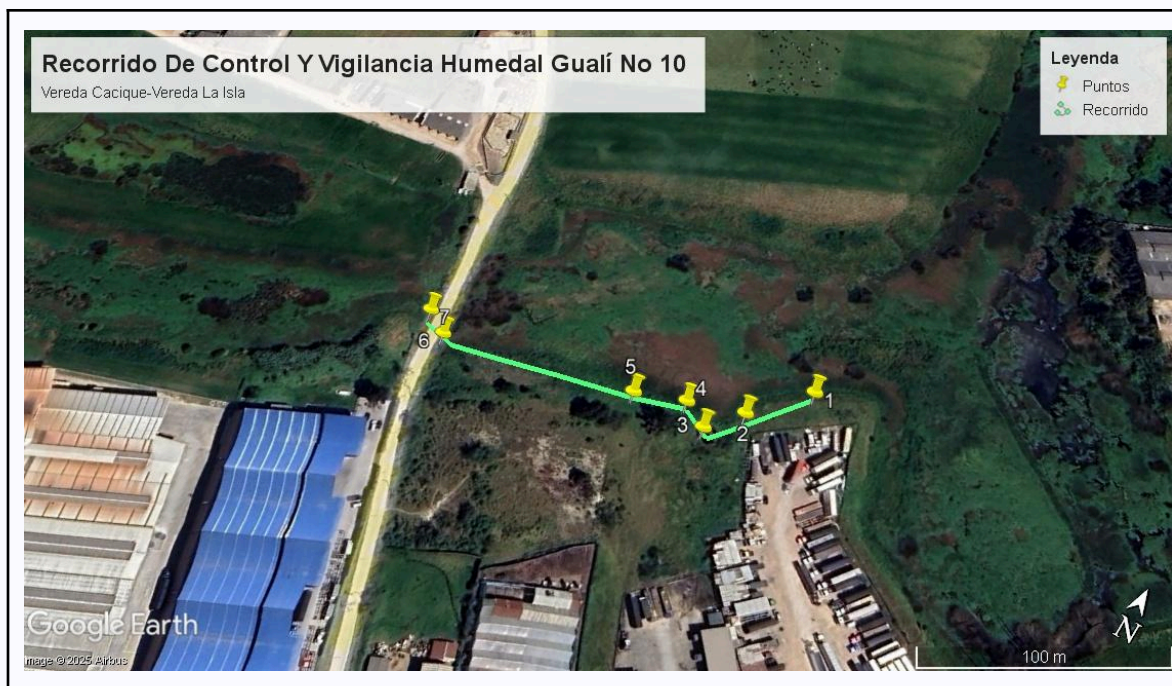 Recorrido De Control Y Vigilancia Humedal Gualí No 10
Vereda Cacique-Vereda La Isla
Leyenda
Puntos
Recorrido
7
6
5
4
3
2
1
Google Earth
Image © 2025 Airbus
N
100 m